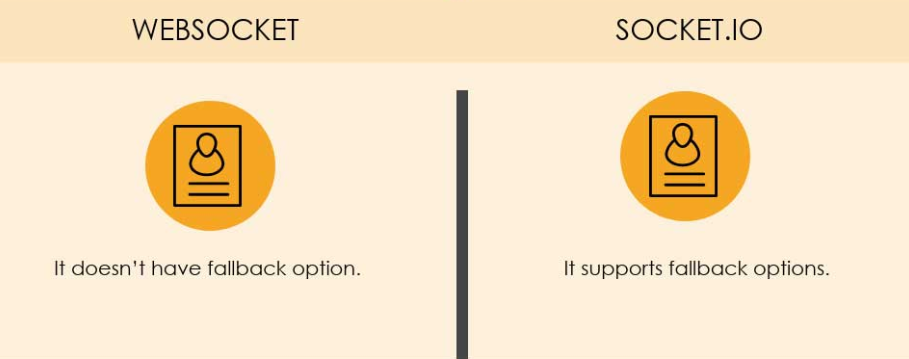 WEBSOCKET
SOCKET.IO
It doesn't have fallback option.
It supports fallback options.